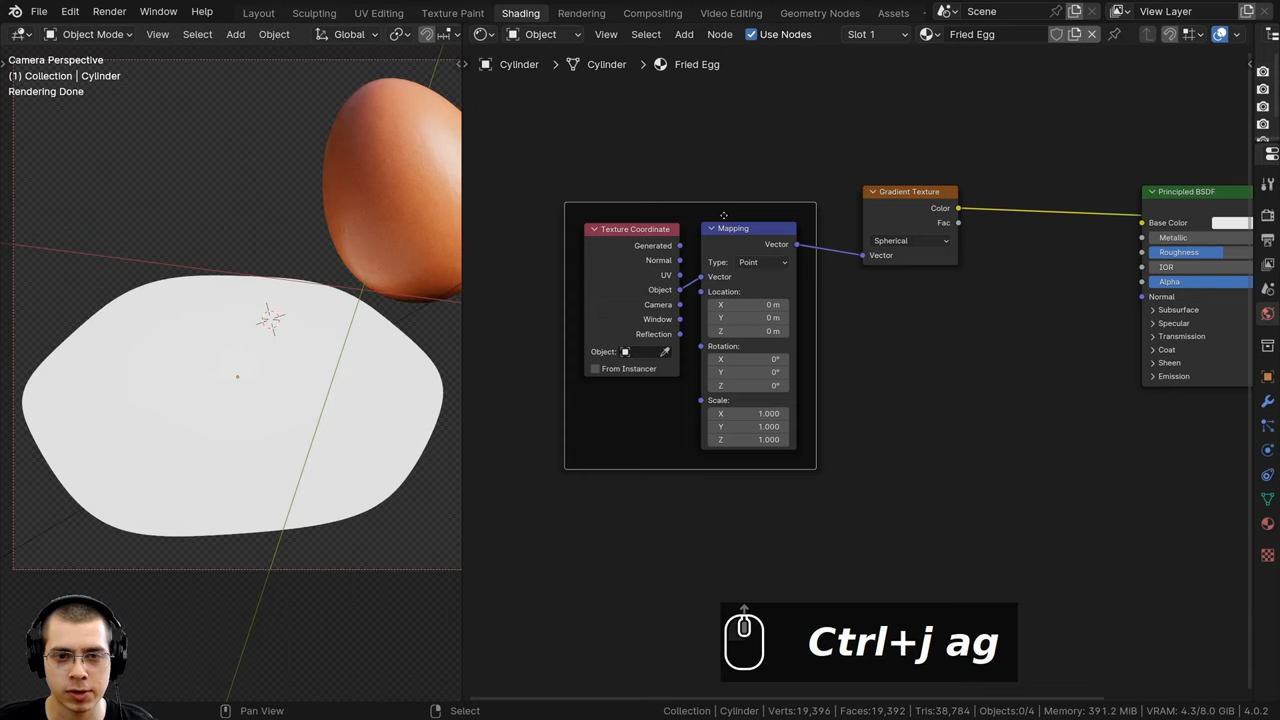 File Edit Render Window Help Layout Sculpting UV Editing Texture Paint Shading Rendering Compositing Video Editing Geometry Nodes Assets Scene View Layer
Object Mode View Select Add Object Global Object View Select Add Node Use Nodes Slot 1 Fried Egg
Camera Perspective
(1) Collection | Cylinder
Rendering Done
Cylinder > Cylinder > Fried Egg
Texture Coordinate
Generated
Normal
UV
Object
Camera
Window
Reflection
Object:
From Instancer
Mapping
Vector
Type: Point
Vector
Location:
X 0 m
Y 0 m
Z 0 m
Rotation:
X 0°
Y 0°
Z 0°
Scale:
X 1.000
Y 1.000
Z 1.000
Gradient Texture
Color
Fac
Spherical
Vector
Principled BSDF
Base Color
Metallic
Roughness
IOR
Alpha
Normal
Subsurface
Specular
Transmission
Coat
Sheen
Emission
Ctrl+j ag
Pan View Select Collection | Cylinder | Verts:19,396 | Faces:19,392 | Tris:38,784 | Objects:0/4 | Memory: 391.2 MiB | VRAM: 4.3/8.0 GiB | 4.0.2